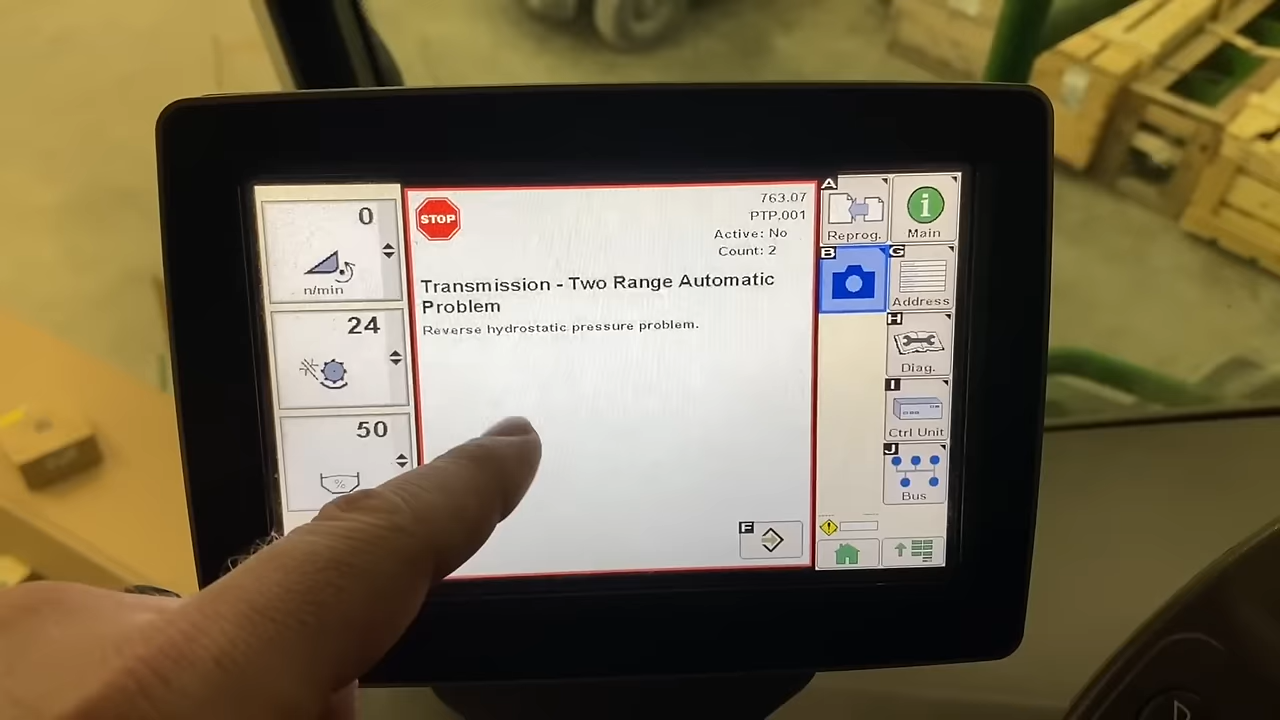 0
n/min
24
50
%
STOP
763.07
PTP.001
Active: No
Count: 2
Transmission - Two Range Automatic
Problem
Reverse hydrostatic pressure problem.
F
A
Reprog.
i
Main
B
G
Address
H
Diag.
I
Ctrl Unit
J
Bus